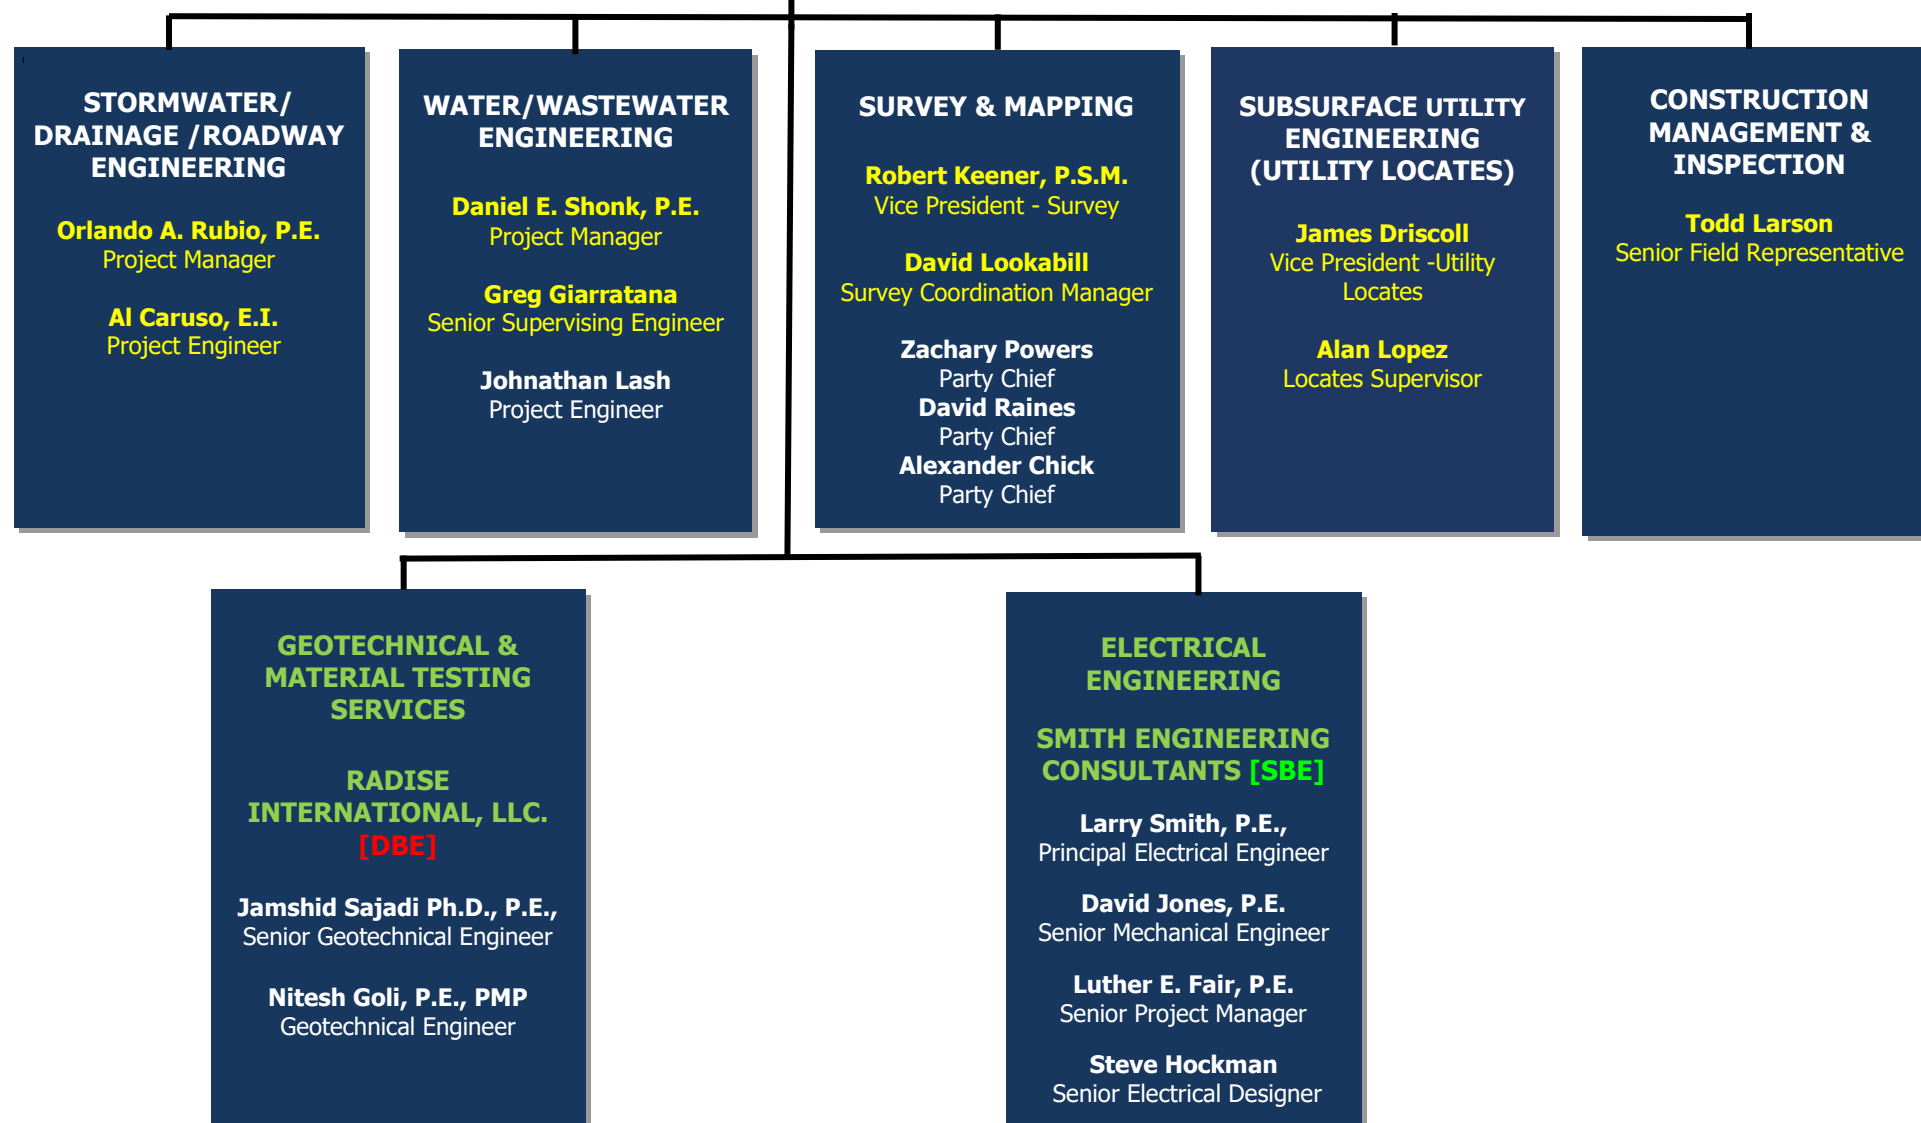 STORMWATER/
DRAINAGE /ROADWAY
ENGINEERING
Orlando A. Rubio, P.E.
Project Manager
Al Caruso, E.I.
Project Engineer
WATER/WASTEWATER
ENGINEERING
Daniel E. Shonk, P.E.
Project Manager
Greg Giarratana
Senior Supervising Engineer
Johnathan Lash
Project Engineer
SURVEY & MAPPING
Robert Keener, P.S.M.
Vice President - Survey
David Lookabill
Survey Coordination Manager
Zachary Powers
Party Chief
David Raines
Party Chief
Alexander Chick
Party Chief
SUBSURFACE UTILITY
ENGINEERING
(UTILITY LOCATES)
James Driscoll
Vice President -Utility
Locates
Alan Lopez
Locates Supervisor
CONSTRUCTION
MANAGEMENT &
INSPECTION
Todd Larson
Senior Field Representative
GEOTECHNICAL &
MATERIAL TESTING
SERVICES
RADISE
INTERNATIONAL, LLC.
[DBE]
Jamshid Sajadi Ph.D., P.E.,
Senior Geotechnical Engineer
Nitesh Goli, P.E., PMP
Geotechnical Engineer
ELECTRICAL
ENGINEERING
SMITH ENGINEERING
CONSULTANTS [SBE]
Larry Smith, P.E.,
Principal Electrical Engineer
David Jones, P.E.
Senior Mechanical Engineer
Luther E. Fair, P.E.
Senior Project Manager
Steve Hockman
Senior Electrical Designer